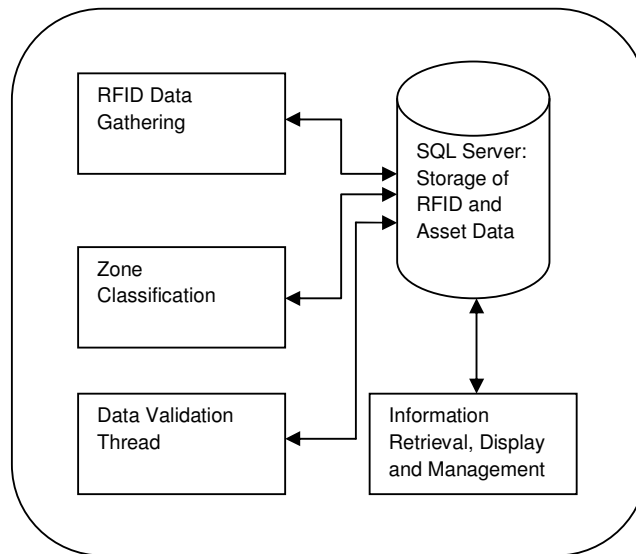 RFID Data
Gathering
SQL Server:
Storage of
RFID and
Asset Data
Zone
Classification
Data Validation
Thread
Information
Retrieval, Display
and Management